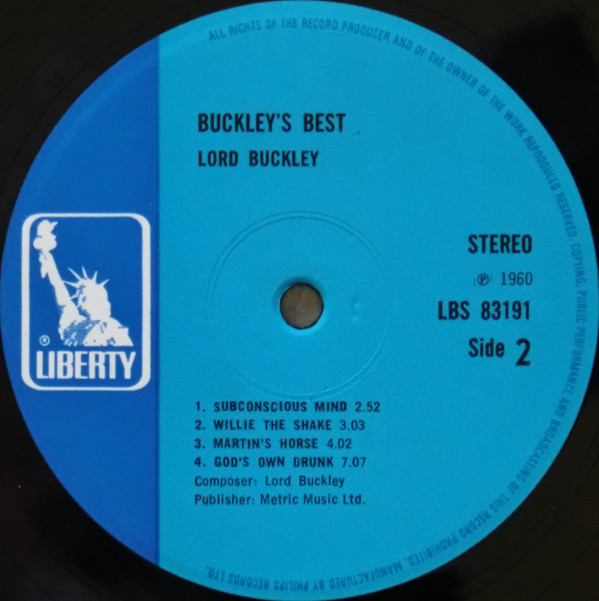 ALL RIGHTS OF THE RECORD PRODUCER AND OF THE OWNER OF THE WORK REPRODUCED RESERVED. COPYING, PUBLIC PERFORMANCE AND BROADCASTING OF THIS RECORD PROHIBITED. MANUFACTURED BY PHILIPS RECORDS LTD.
BUCKLEY'S BEST
LORD BUCKLEY
STEREO
Ⓟ 1960
LBS 83191
Side 2
® LIBERTY
1. SUBCONSCIOUS MIND 2.52
2. WILLIE THE SHAKE 3.03
3. MARTIN'S HORSE 4.02
4. GOD'S OWN DRUNK 7.07
Composer: Lord Buckley
Publisher: Metric Music Ltd.